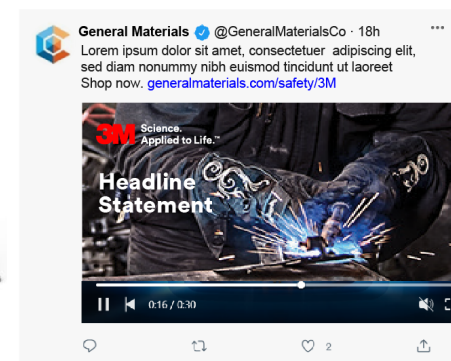 General Materials @GeneralMaterialsCo · 18h
Lorem ipsum dolor sit amet, consectetuer adipiscing elit,
sed diam nonummy nibh euismod tincidunt ut laoreet
Shop now. generalmaterials.com/safety/3M
3M Science.
Applied to Life.™
Headline
Statement
0:16 / 0:30
2